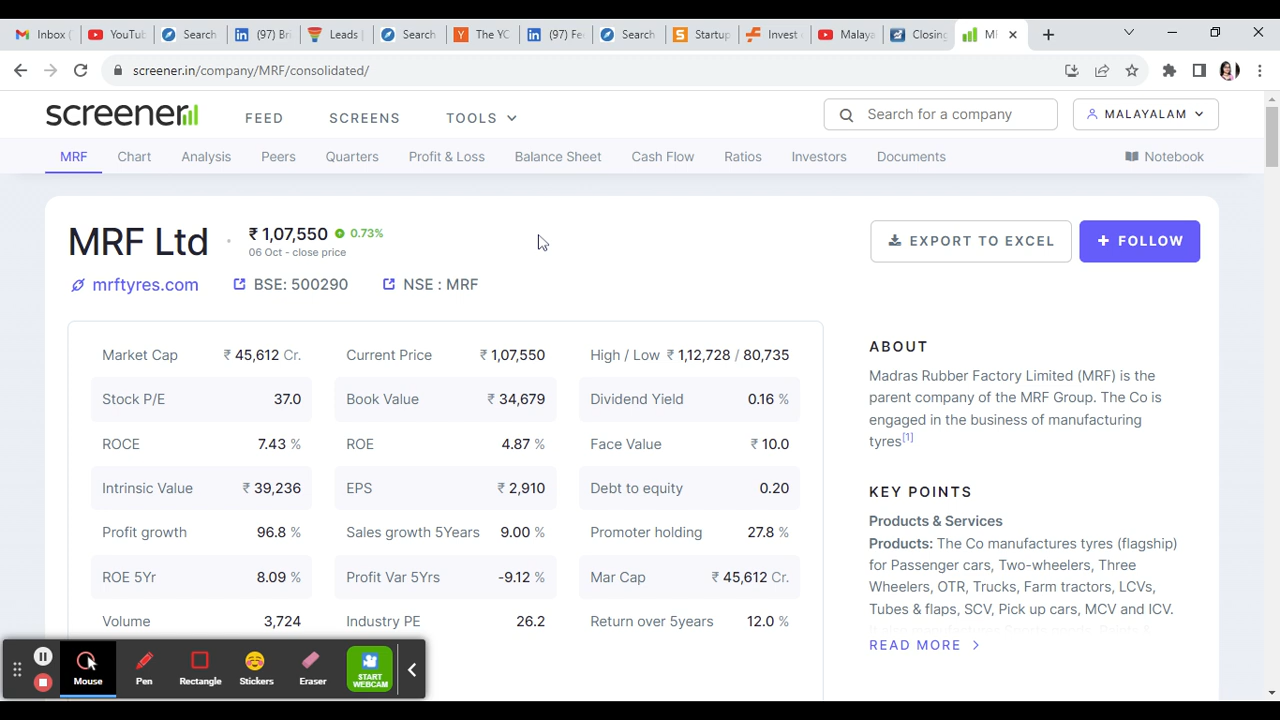 Inbox
YouTu
Search
(97) Bri
Leads
Search
The YC
(97) Fe
Search
Startup
Invest
Malaya
Closing
screener.in/company/MRF/consolidated/
screener
FEED SCREENS TOOLS
Search for a company
MALAYALAM
MRF Chart Analysis Peers Quarters Profit & Loss Balance Sheet Cash Flow Ratios Investors Documents Notebook
MRF Ltd
₹ 1,07,550 0.73%
06 Oct - close price
EXPORT TO EXCEL
+ FOLLOW
mrftyres.com BSE: 500290 NSE : MRF
Market Cap ₹ 45,612 Cr. Current Price ₹ 1,07,550 High / Low ₹ 1,12,728 / 80,735
Stock P/E 37.0 Book Value ₹ 34,679 Dividend Yield 0.16 %
ROCE 7.43 % ROE 4.87 % Face Value ₹ 10.0
Intrinsic Value ₹ 39,236 EPS ₹ 2,910 Debt to equity 0.20
Profit growth 96.8 % Sales growth 5Years 9.00 % Promoter holding 27.8 %
ROE 5Yr 8.09 % Profit Var 5Yrs -9.12 % Mar Cap ₹ 45,612 Cr.
Volume 3,724 Industry PE 26.2 Return over 5years 12.0 %
ABOUT
Madras Rubber Factory Limited (MRF) is the
parent company of the MRF Group. The Co is
engaged in the business of manufacturing
tyres[1]
KEY POINTS
Products & Services
Products: The Co manufactures tyres (flagship)
for Passenger cars, Two-wheelers, Three
Wheelers, OTR, Trucks, Farm tractors, LCVs,
Tubes & flaps, SCV, Pick up cars, MCV and ICV.
READ MORE
Mouse Pen Rectangle Stickers Eraser START WEBCAM